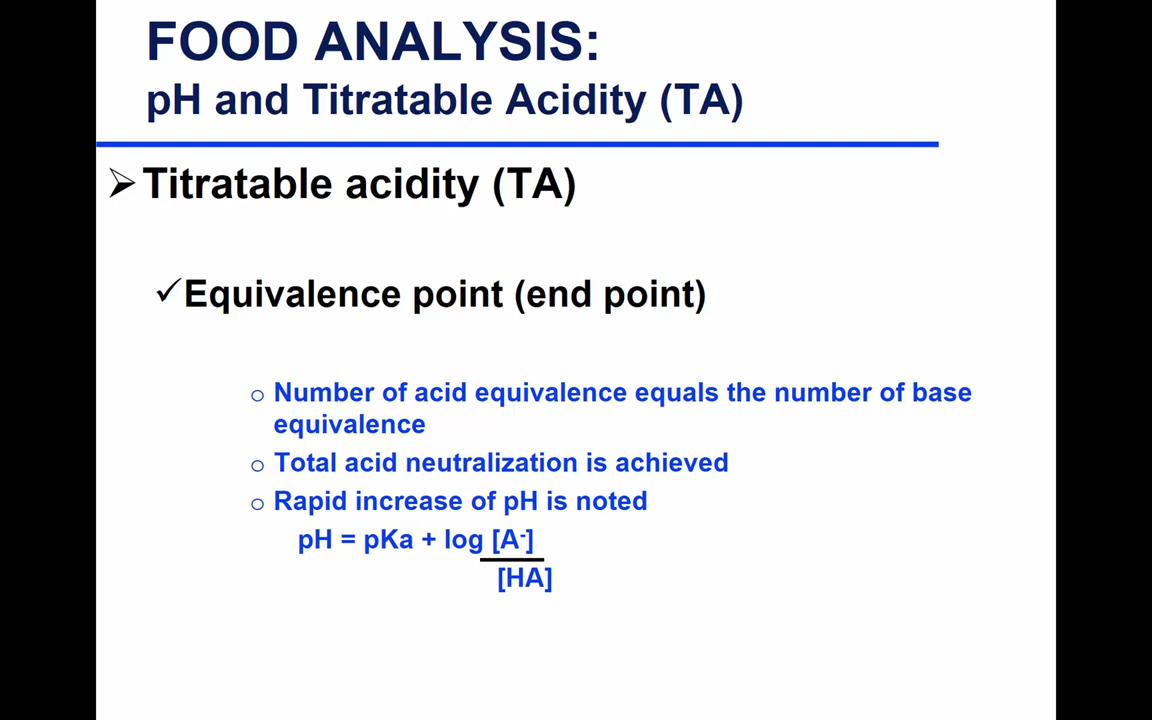 FOOD ANALYSIS:
pH and Titratable Acidity (TA)
➢ Titratable acidity (TA)
✓ Equivalence point (end point)
o Number of acid equivalence equals the number of base
equivalence
o Total acid neutralization is achieved
o Rapid increase of pH is noted
pH = pKa + log [A-]
[HA]